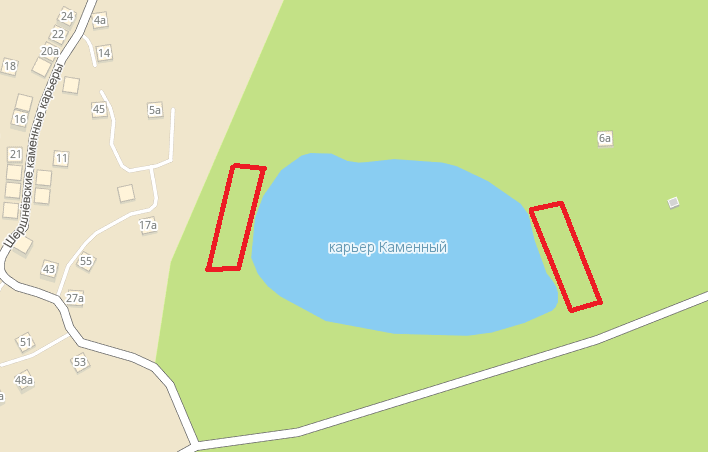 24
4а
22
20а
14
18
45
5а
16
6а
21
11
Шершнёвские каменные карьеры
17а
карьер Каменный
55
43
27а
51
53
48а
а